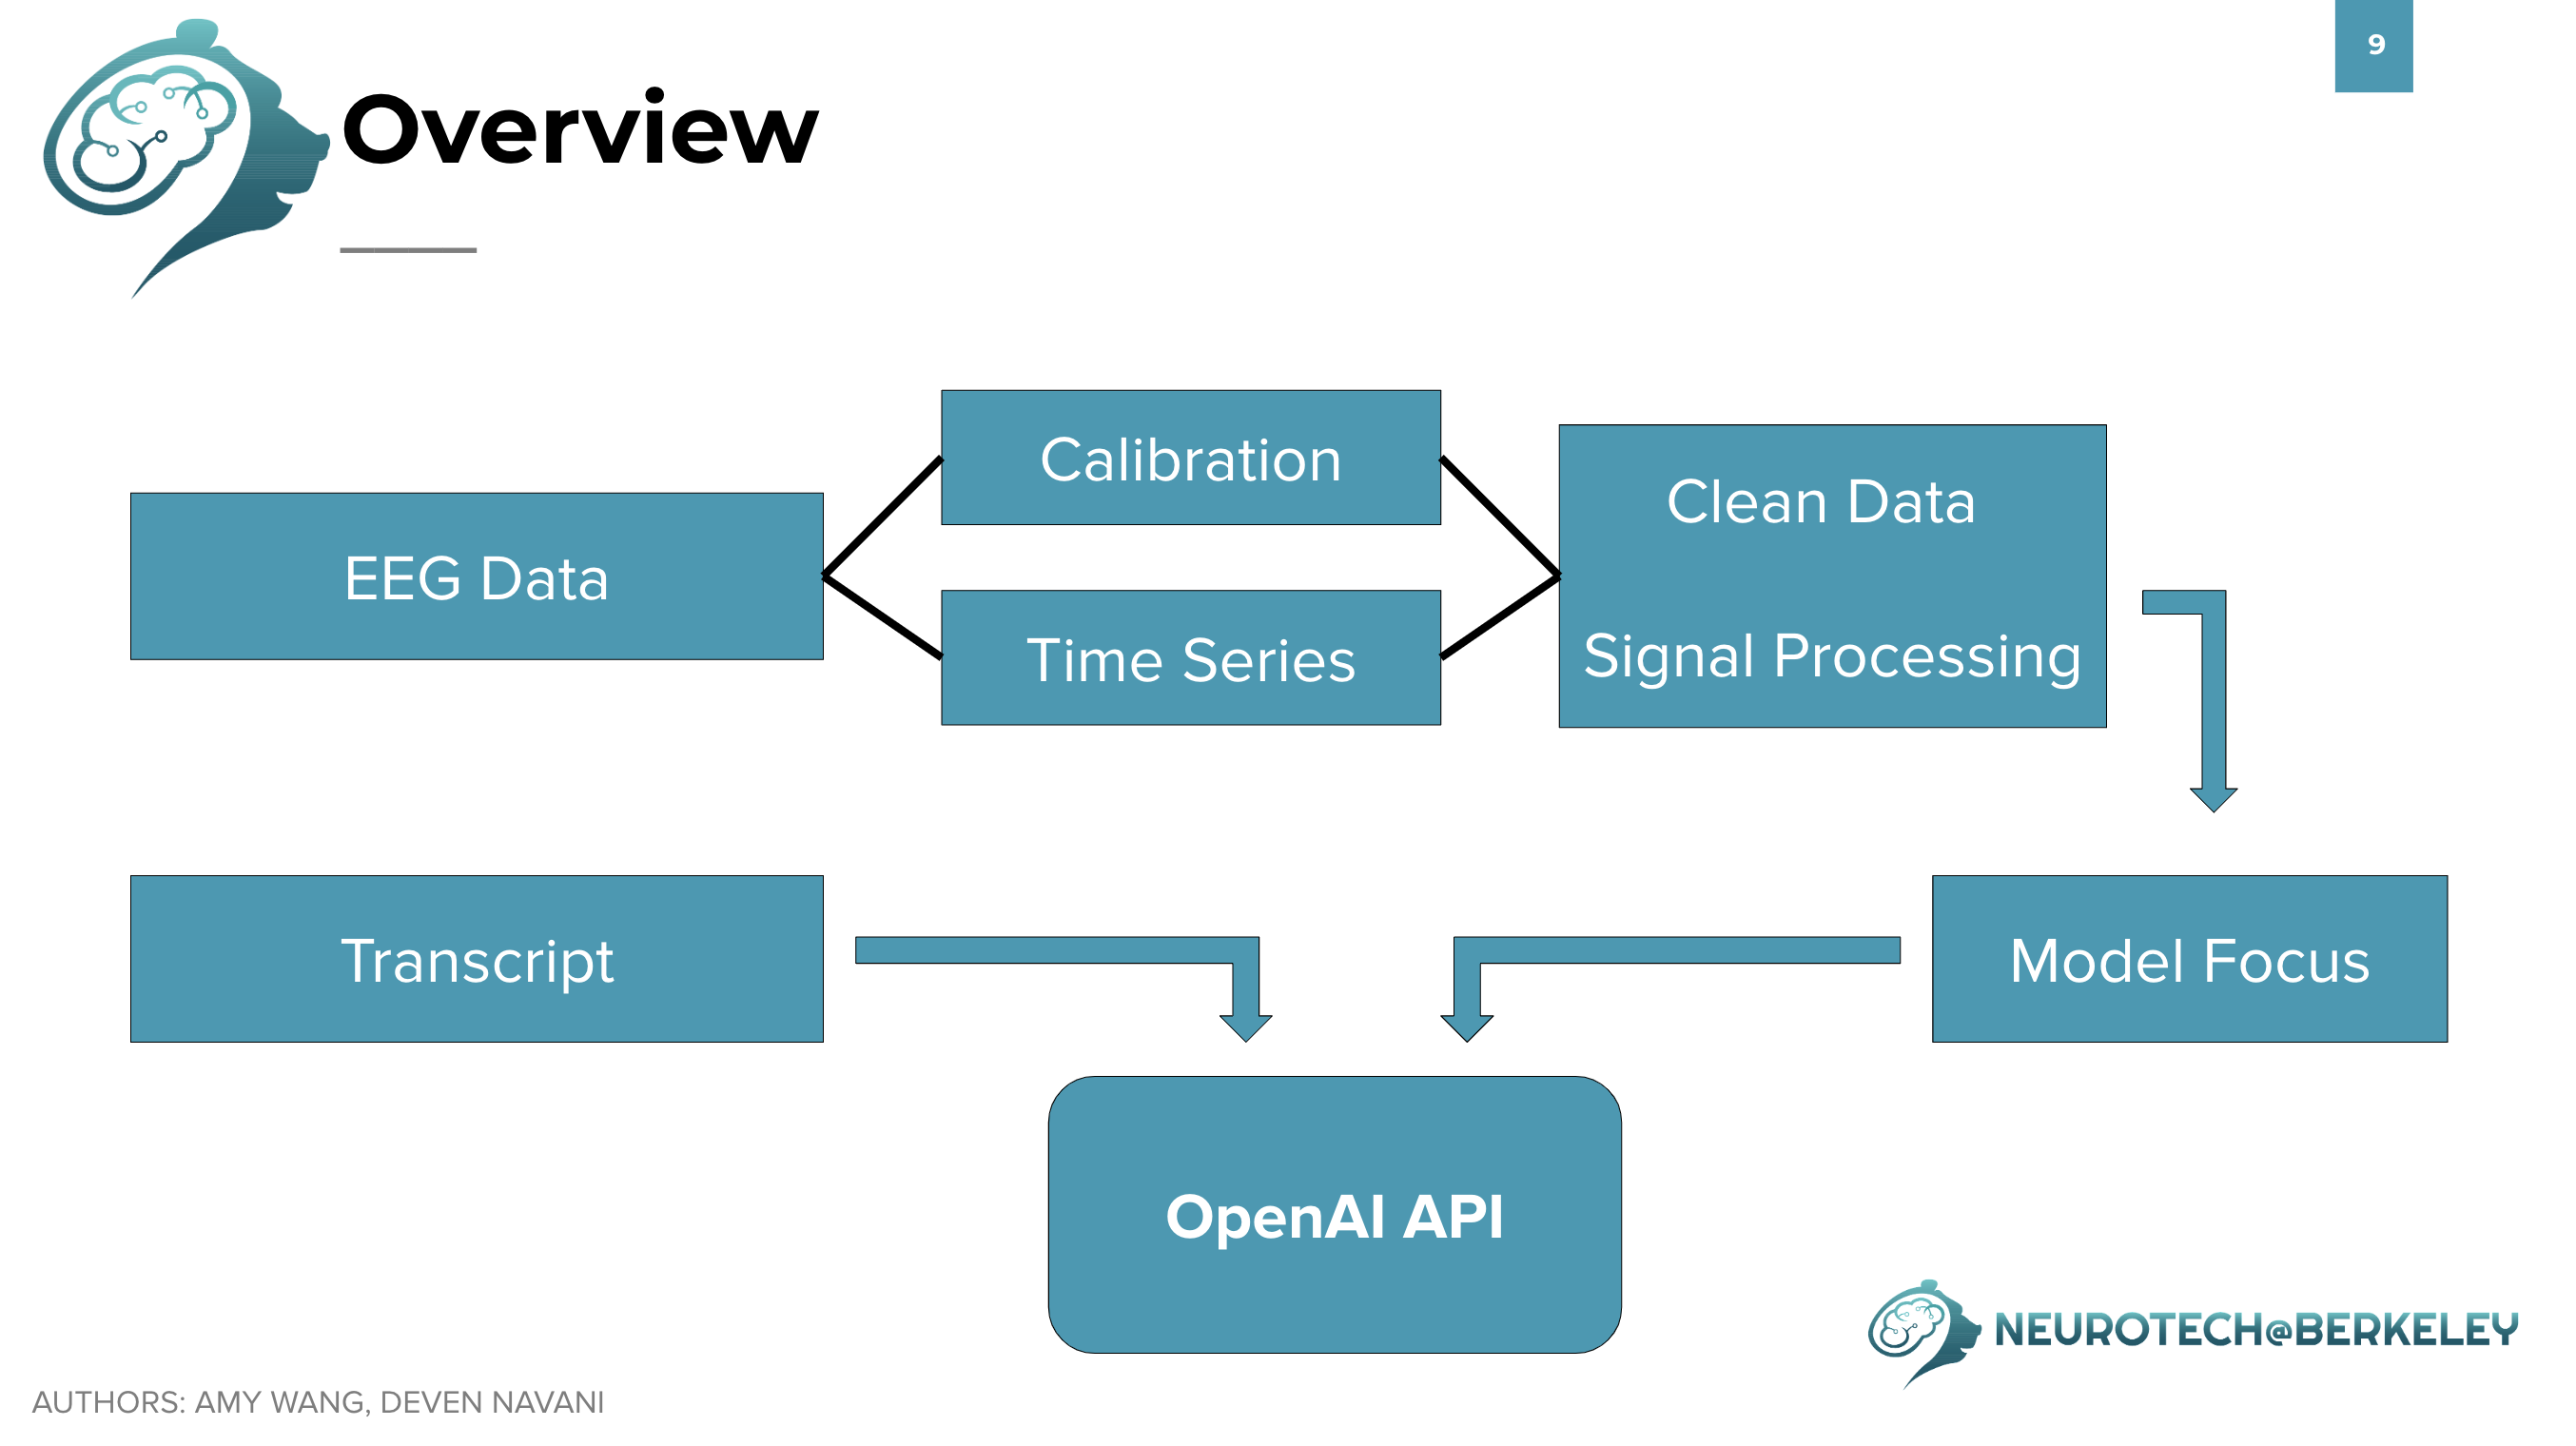 9
Overview
Calibration
Clean Data
EEG Data
Time Series
Signal Processing
Transcript
Model Focus
OpenAI API
NEUROTECH@BERKELEY
AUTHORS: AMY WANG, DEVEN NAVANI